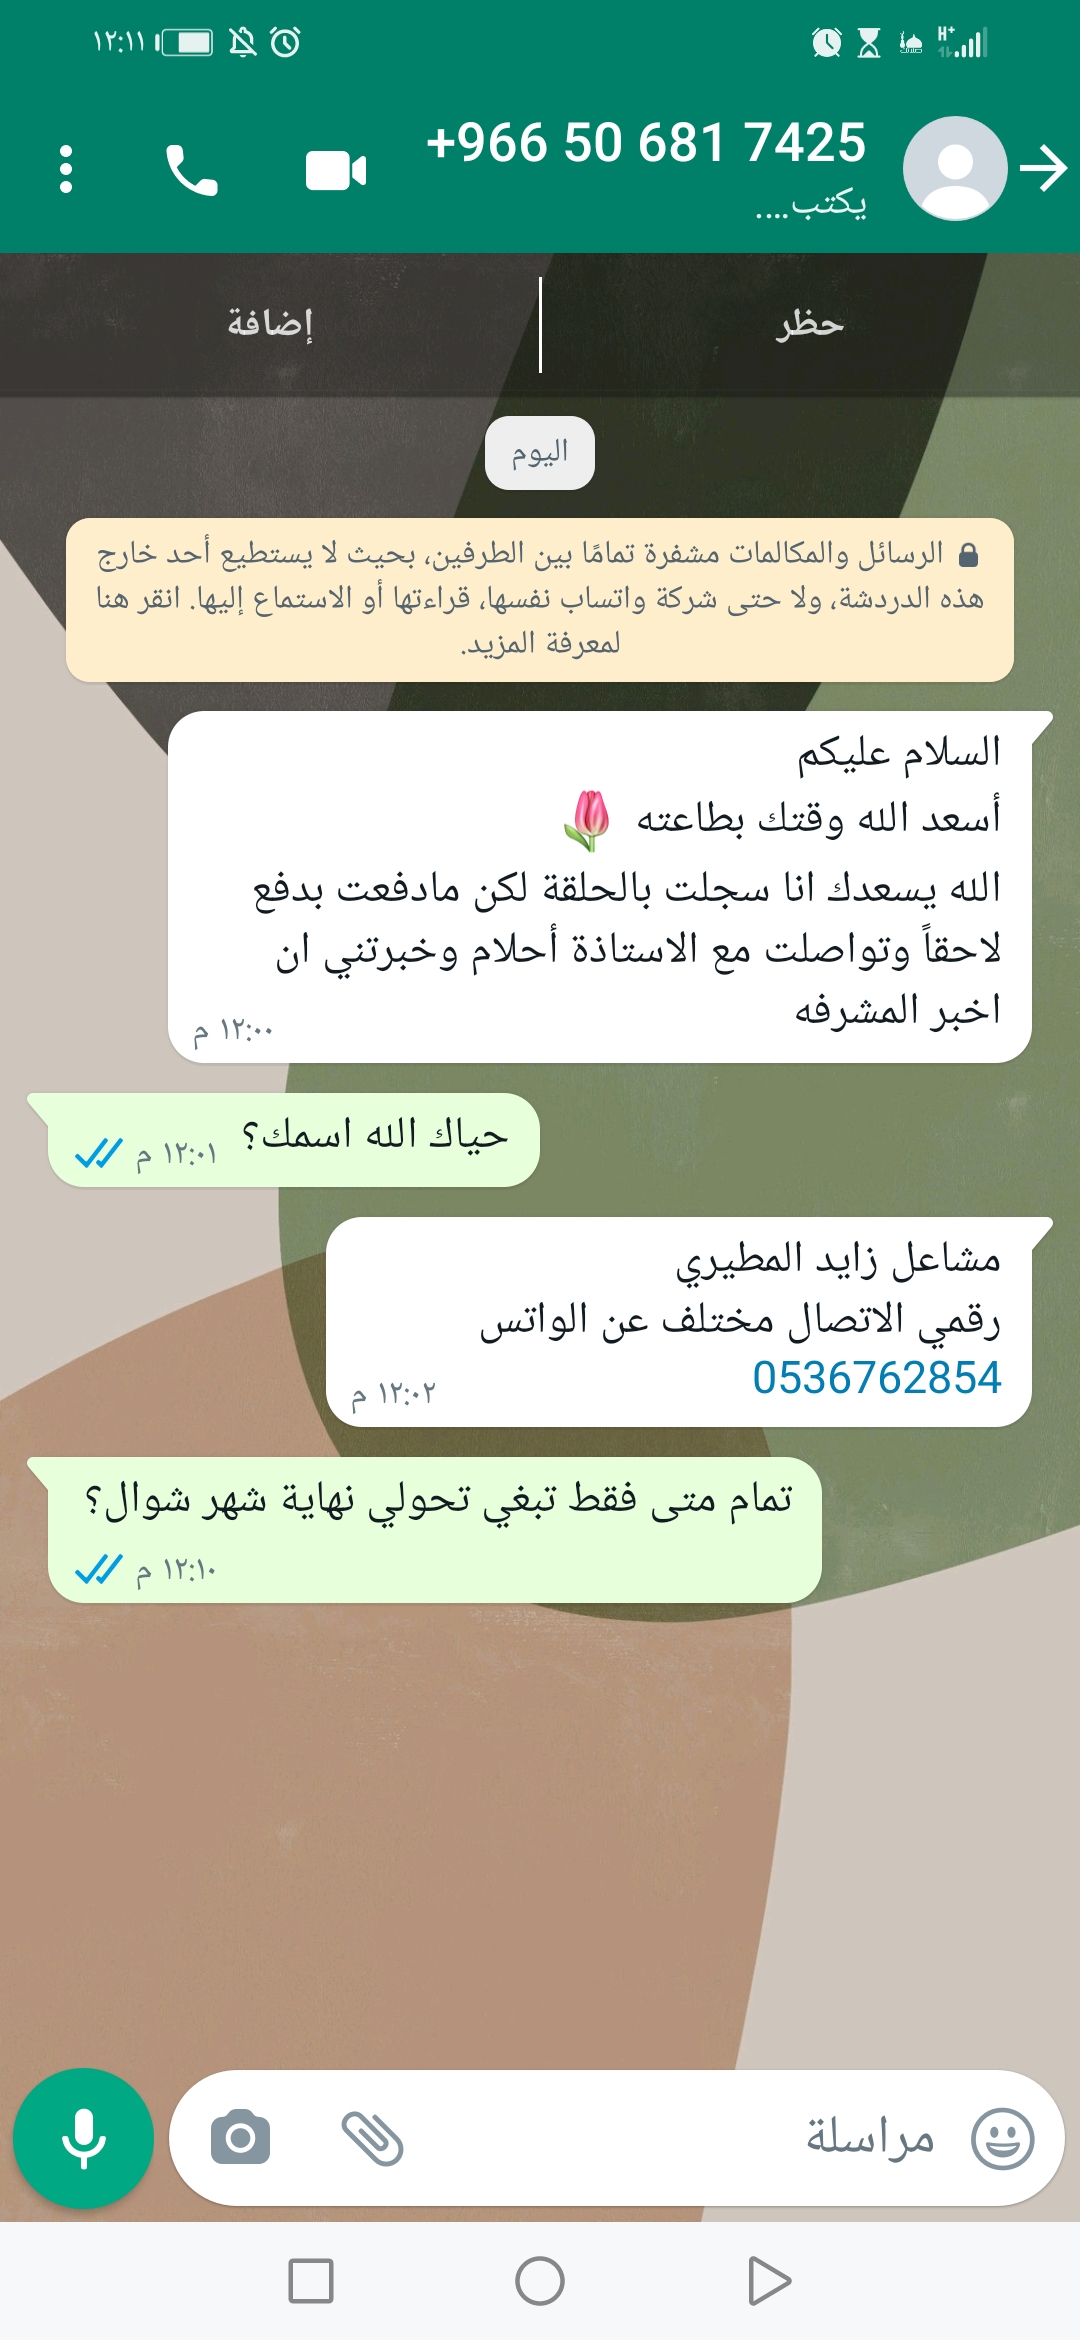 ١٢:١١
H+
+966 50 681 7425
يكتب....
حظر
إضافة
اليوم
الرسائل والمكالمات مشفرة تمامًا بين الطرفين، بحيث لا يستطيع أحد خارج
هذه الدردشة، ولا حتى شركة واتساب نفسها، قراءتها أو الاستماع إليها. انقر هنا
لمعرفة المزيد.
السلام عليكم
أسعد الله وقتك بطاعته 🌷
الله يسعدك انا سجلت بالحلقة لكن مادفعت بدفع
لاحقاً وتواصلت مع الاستاذة أحلام وخبرتني ان
اخبر المشرفه
١٢:٠٠ م
حياك الله اسمك؟
١٢:٠١ م
مشاعل زايد المطيري
رقمي الاتصال مختلف عن الواتس
0536762854
١٢:٠٢ م
تمام متى فقط تبغي تحولي نهاية شهر شوال؟
١٢:١٠ م
مراسلة